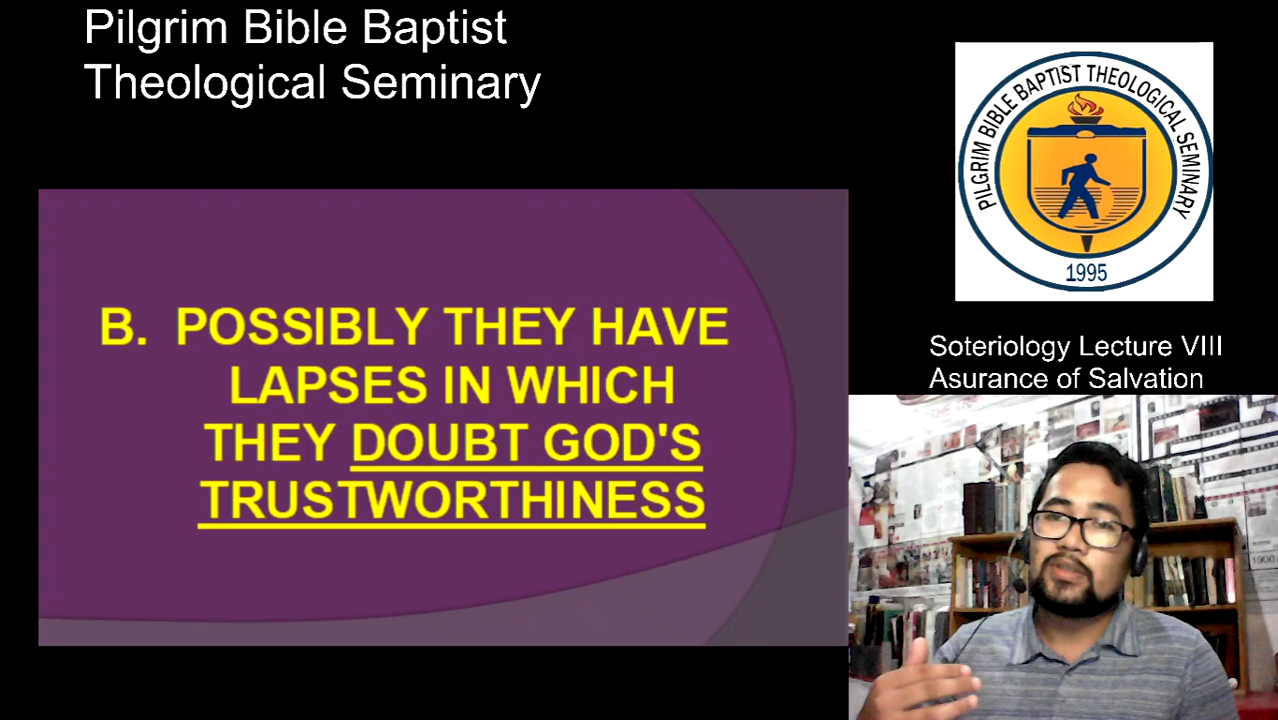 Pilgrim Bible Baptist
Theological Seminary
PILGRIM BIBLE BAPTIST THEOLOGICAL SEMINARY
1995
B. POSSIBLY THEY HAVE
LAPSES IN WHICH
THEY DOUBT GOD'S
TRUSTWORTHINESS
Soteriology Lecture VIII
Asurance of Salvation